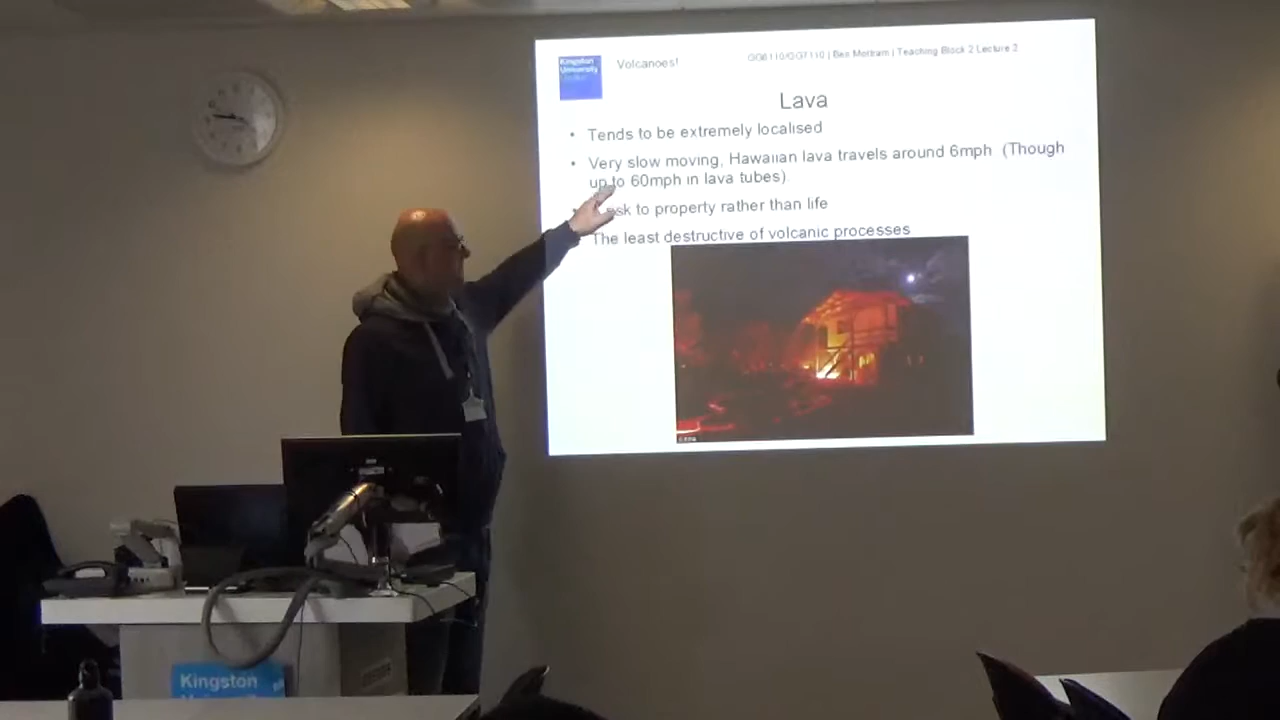 Kingston
University
London
Volcanoes!
GG6110/GG7110 | Ben Mottram | Teaching Block 2 Lecture 2
Lava
• Tends to be extremely localised
• Very slow moving, Hawaiian lava travels around 6mph (Though
up to 60mph in lava tubes)
to property rather than life
The least destructive of volcanic processes
Kingston